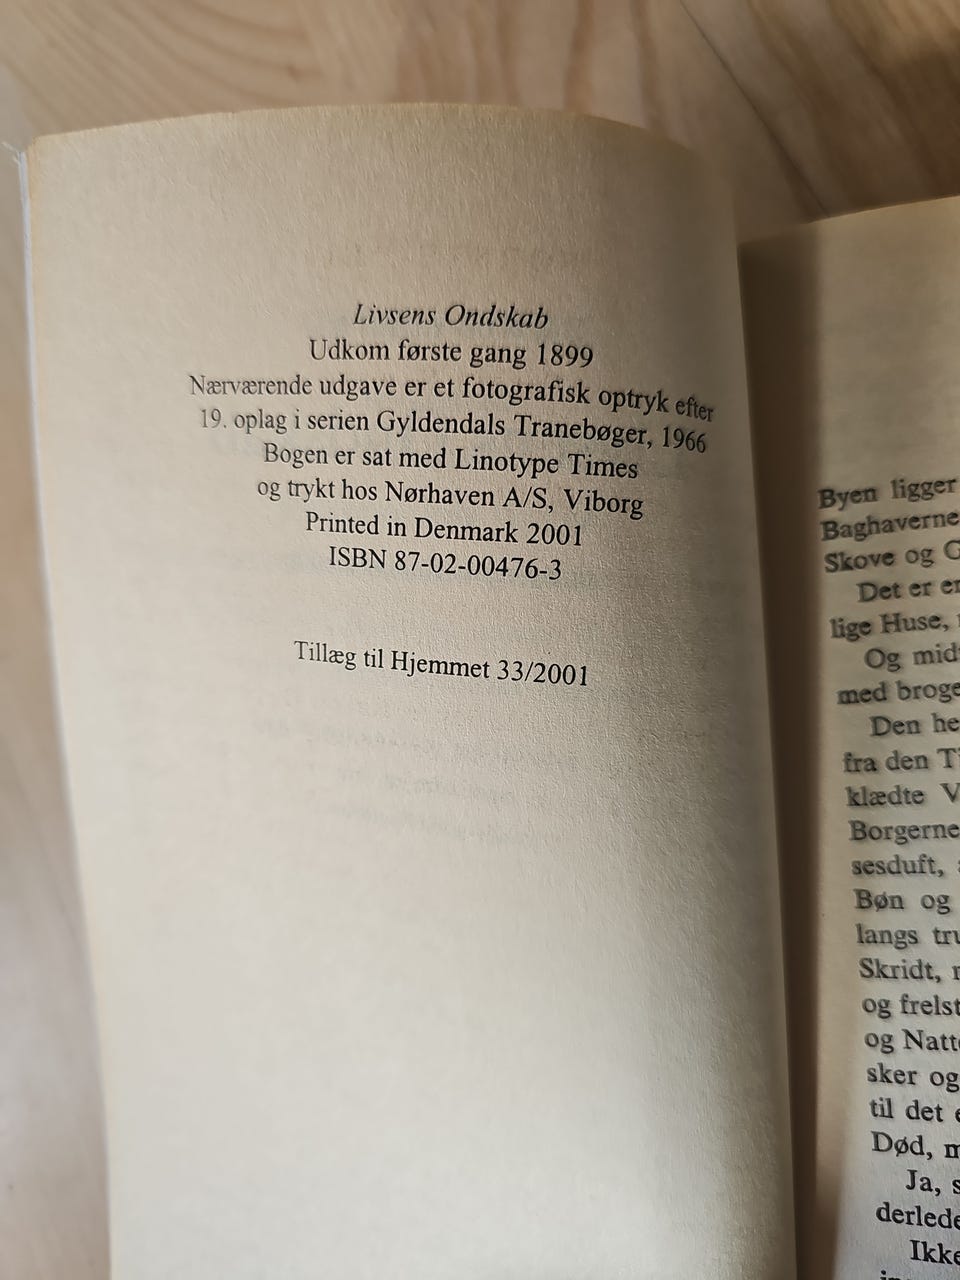 Livsens Ondskab
Udkom første gang 1899
Nærværende udgave er et fotografisk optryk efter
19. oplag i serien Gyldendals Tranebøger, 1966
Bogen er sat med Linotype Times
og trykt hos Nørhaven A/S, Viborg
Printed in Denmark 2001
ISBN 87-02-00476-3
Tillæg til Hjemmet 33/2001
Byen ligger
Baghaverne
Skove og
Det er
lige Huse,
Og
med
Den
fra den
klædte
Borgerne
sesduft,
Bøn og
langs
Skridt,
og
og
sker og
til det
Død,
Ja,